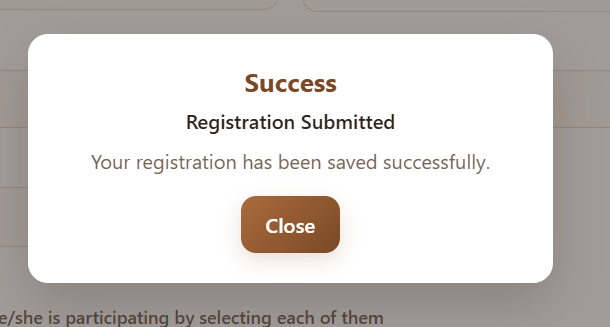 Success
Registration Submitted
Your registration has been saved successfully.
Close
e/she is participating by selecting each of them